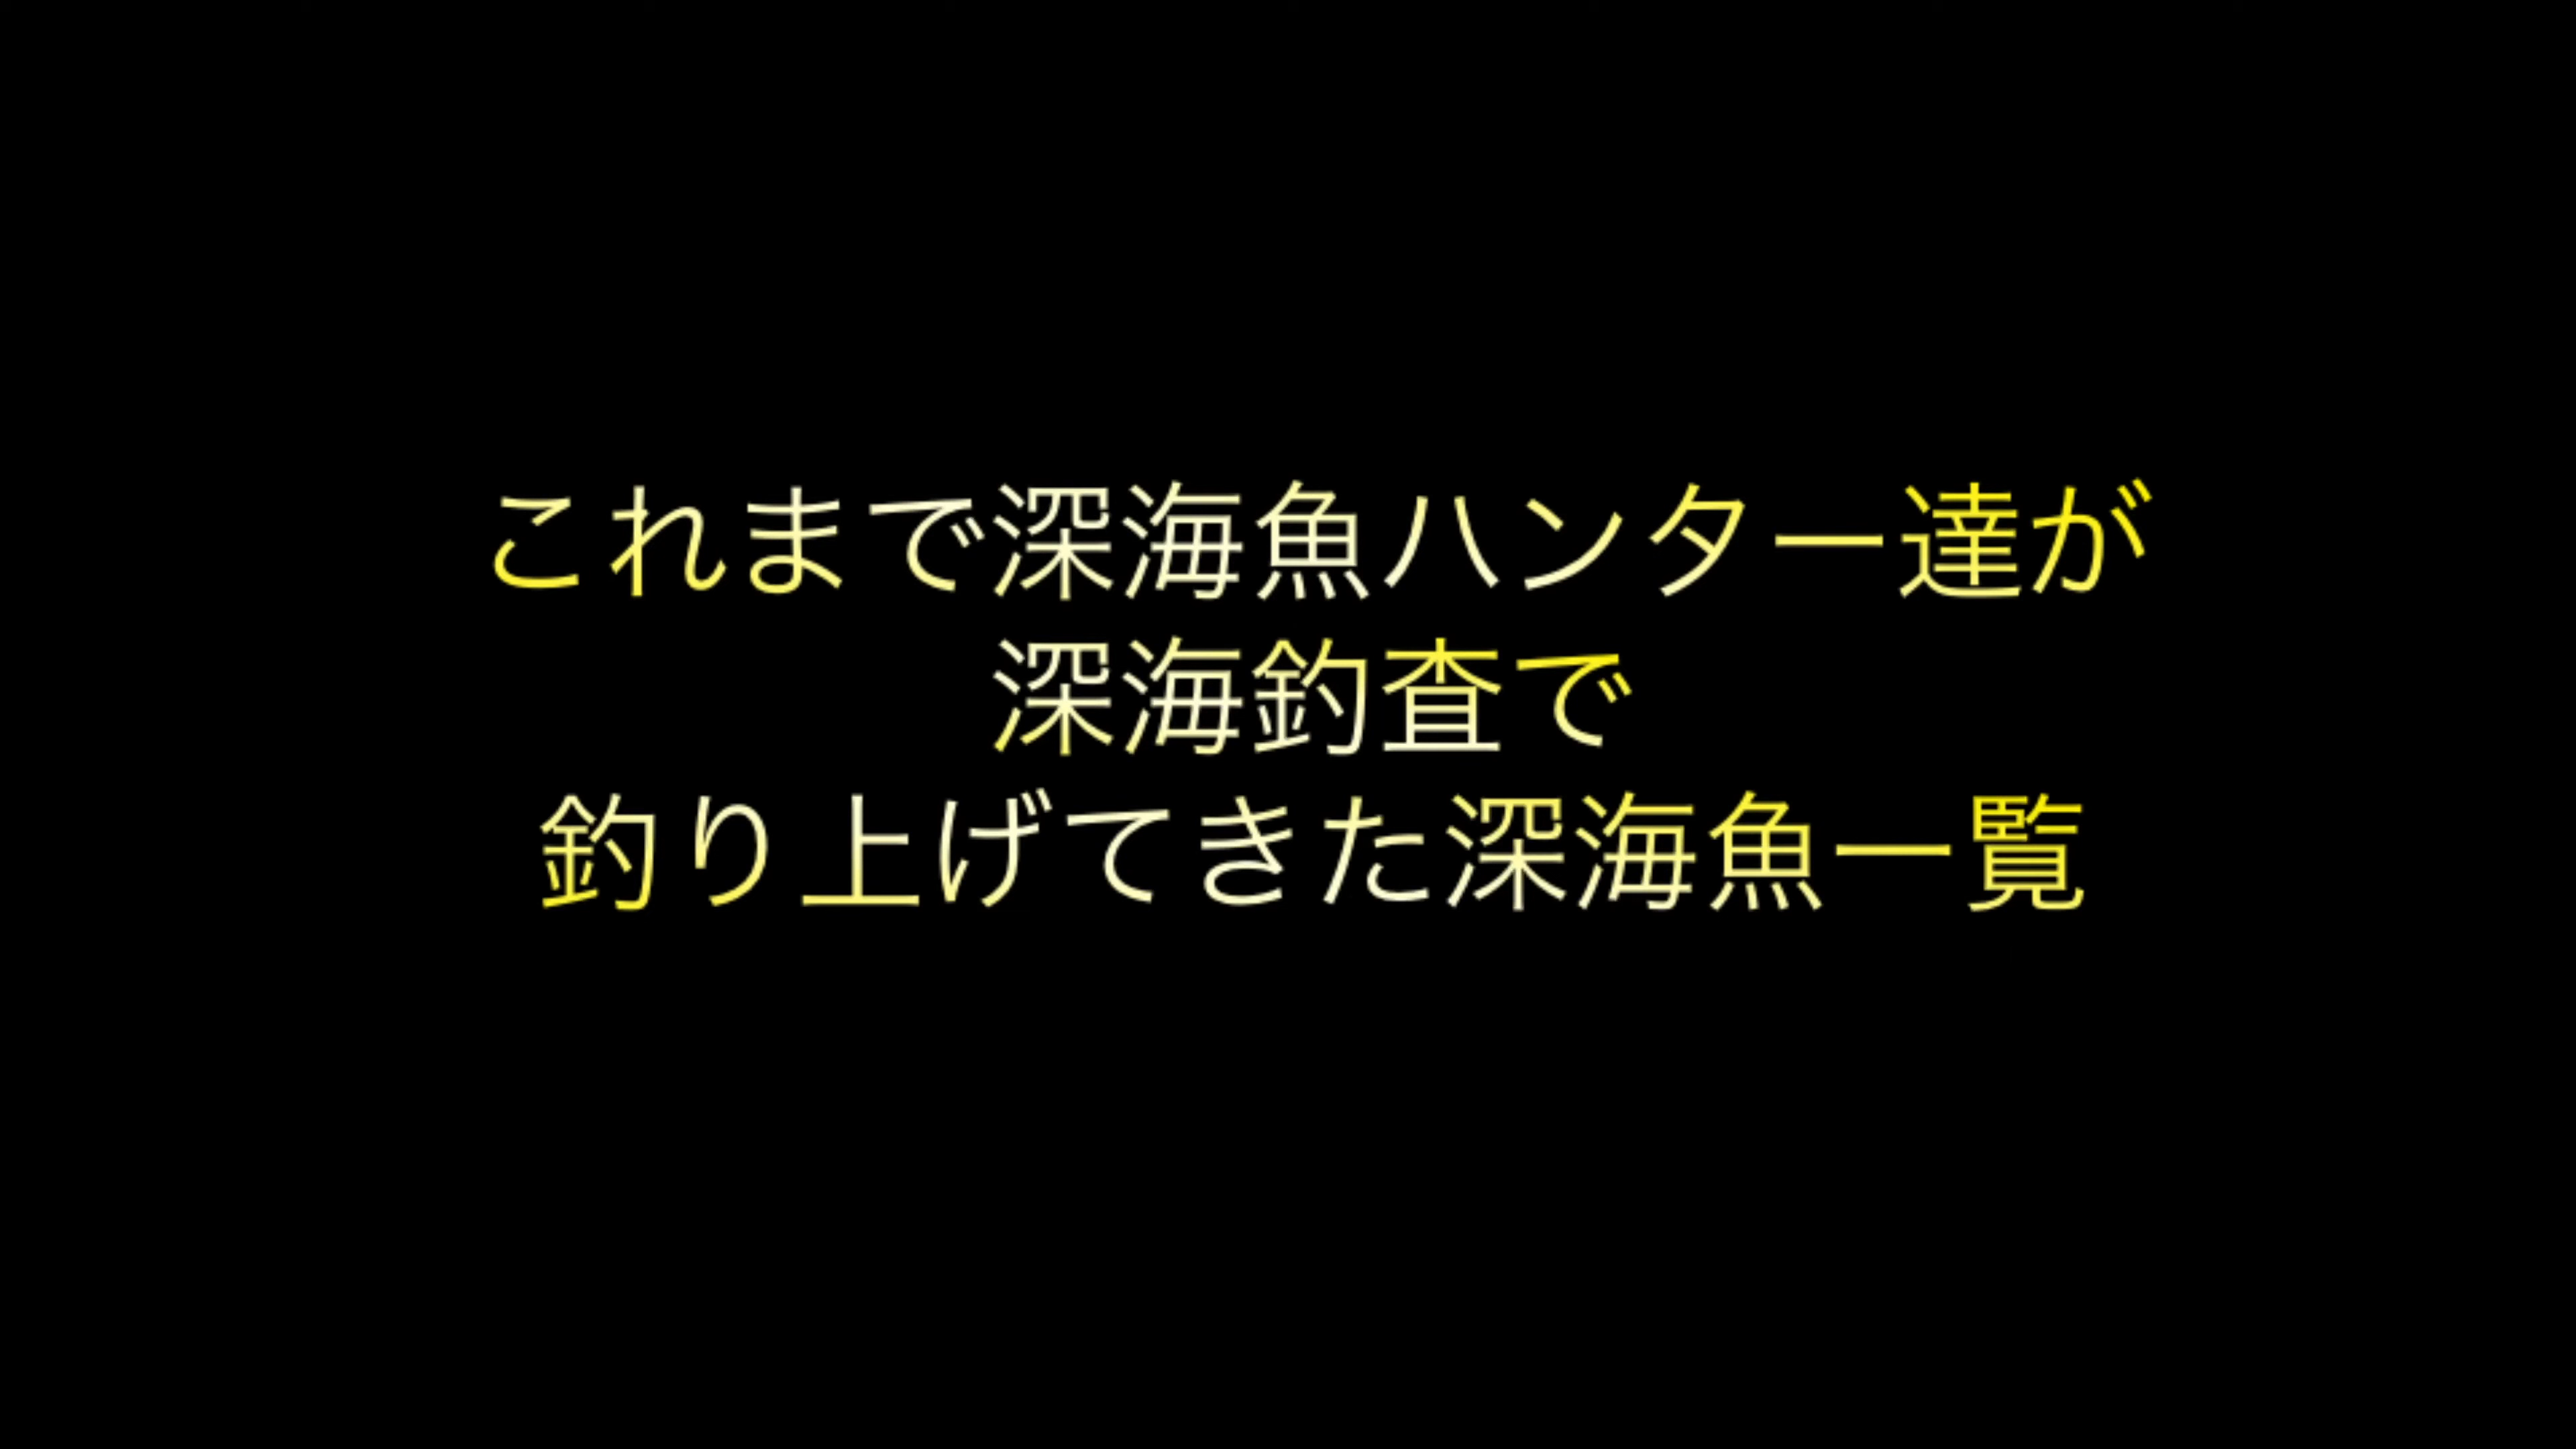 これまで深海魚ハンター達が
深海釣査で
釣り上げてきた深海魚一覧